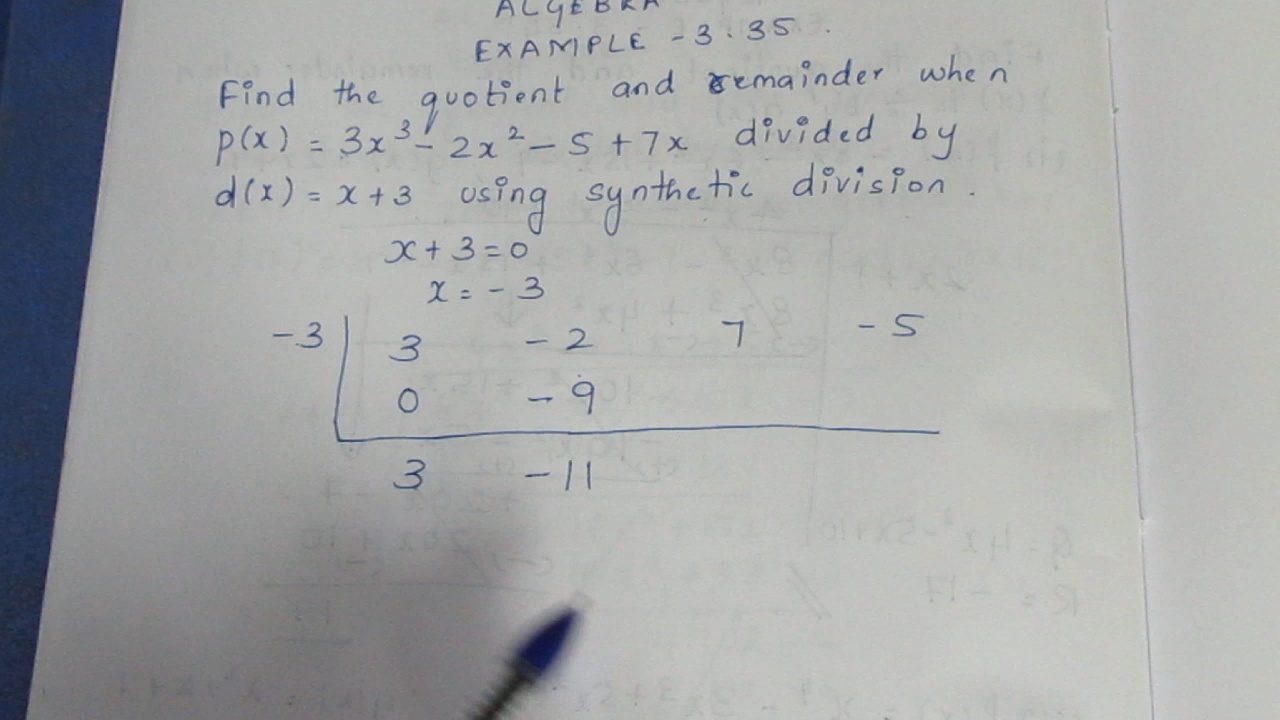 ALGEBRA
EXAMPLE - 3.35.
Find the quotient and remainder when
p(x) = 3x³ - 2x² - 5 + 7x divided by
d(x) = x + 3 using synthetic division.
x + 3 = 0
x = - 3
-3 | 3 - 2 7 - 5
0 - 9
3 - 11